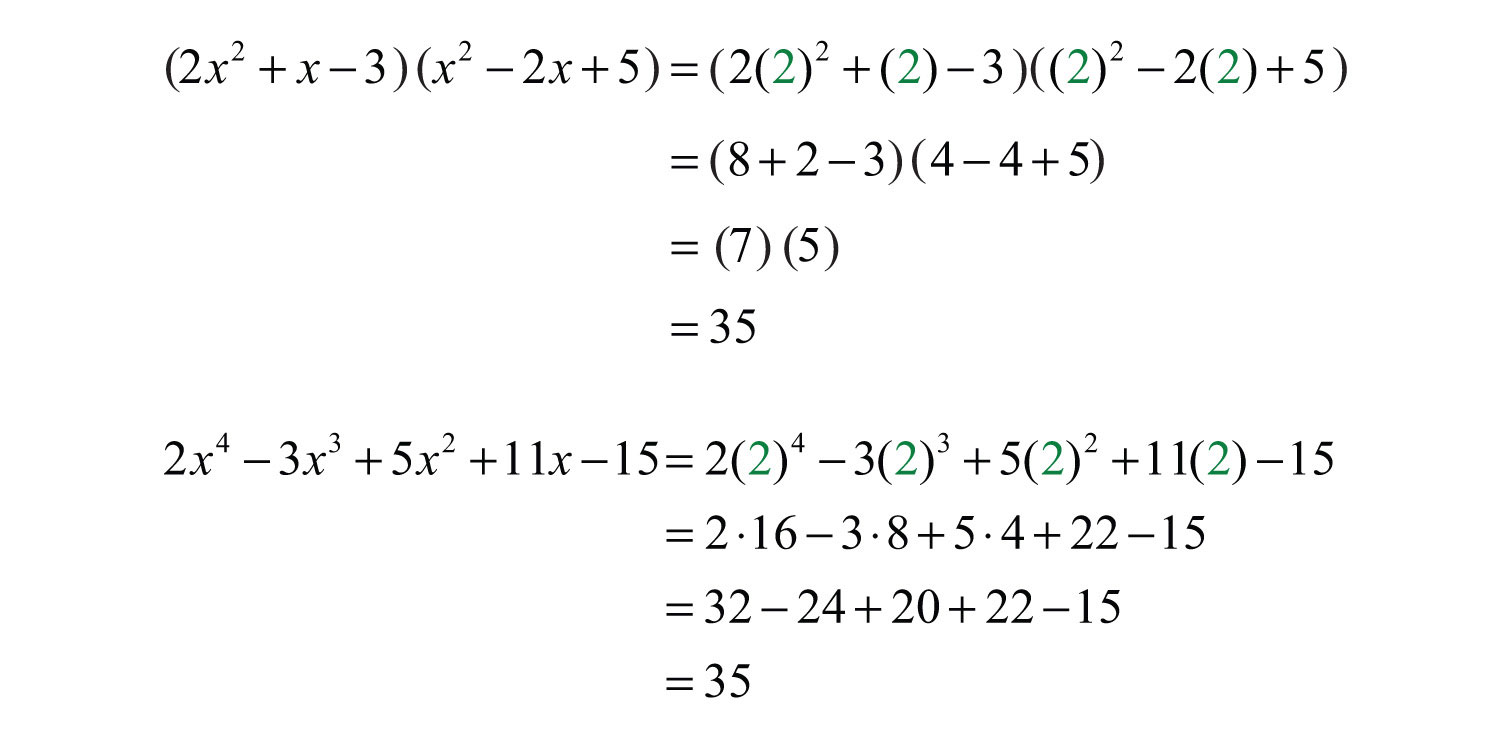 (2x² + x − 3)(x² − 2x + 5) = (2(2)² + (2) − 3)((2)² − 2(2) + 5)
= (8 + 2 − 3)(4 − 4 + 5)
= (7)(5)
= 35
2x⁴ − 3x³ + 5x² + 11x − 15 = 2(2)⁴ − 3(2)³ + 5(2)² + 11(2) − 15
= 2·16 − 3·8 + 5·4 + 22 − 15
= 32 − 24 + 20 + 22 − 15
= 35